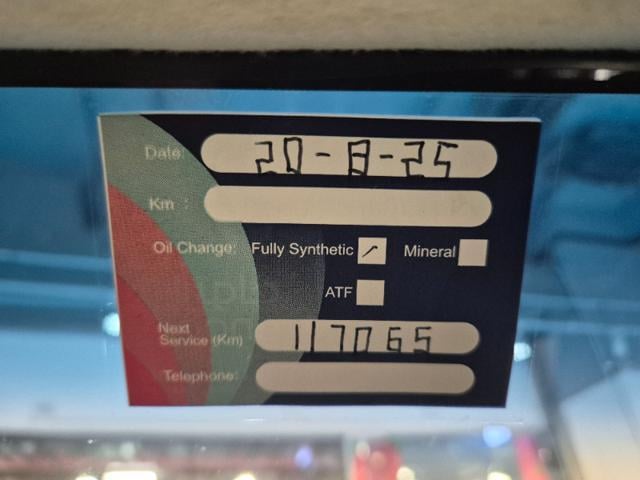 Date: 20-8-25
Km :
Oil Change: Fully Synthetic Mineral
ATF
Next
Service (Km) 117065
Telephone: